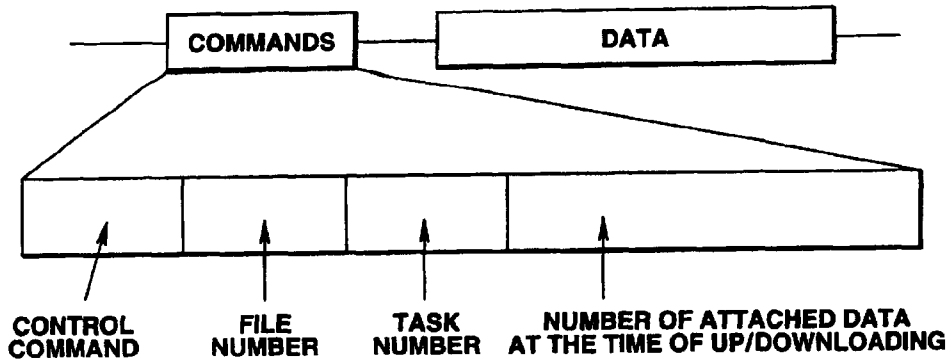 COMMANDS
DATA
CONTROL
COMMAND
FILE
NUMBER
TASK
NUMBER
NUMBER OF ATTACHED DATA
AT THE TIME OF UP/DOWNLOADING